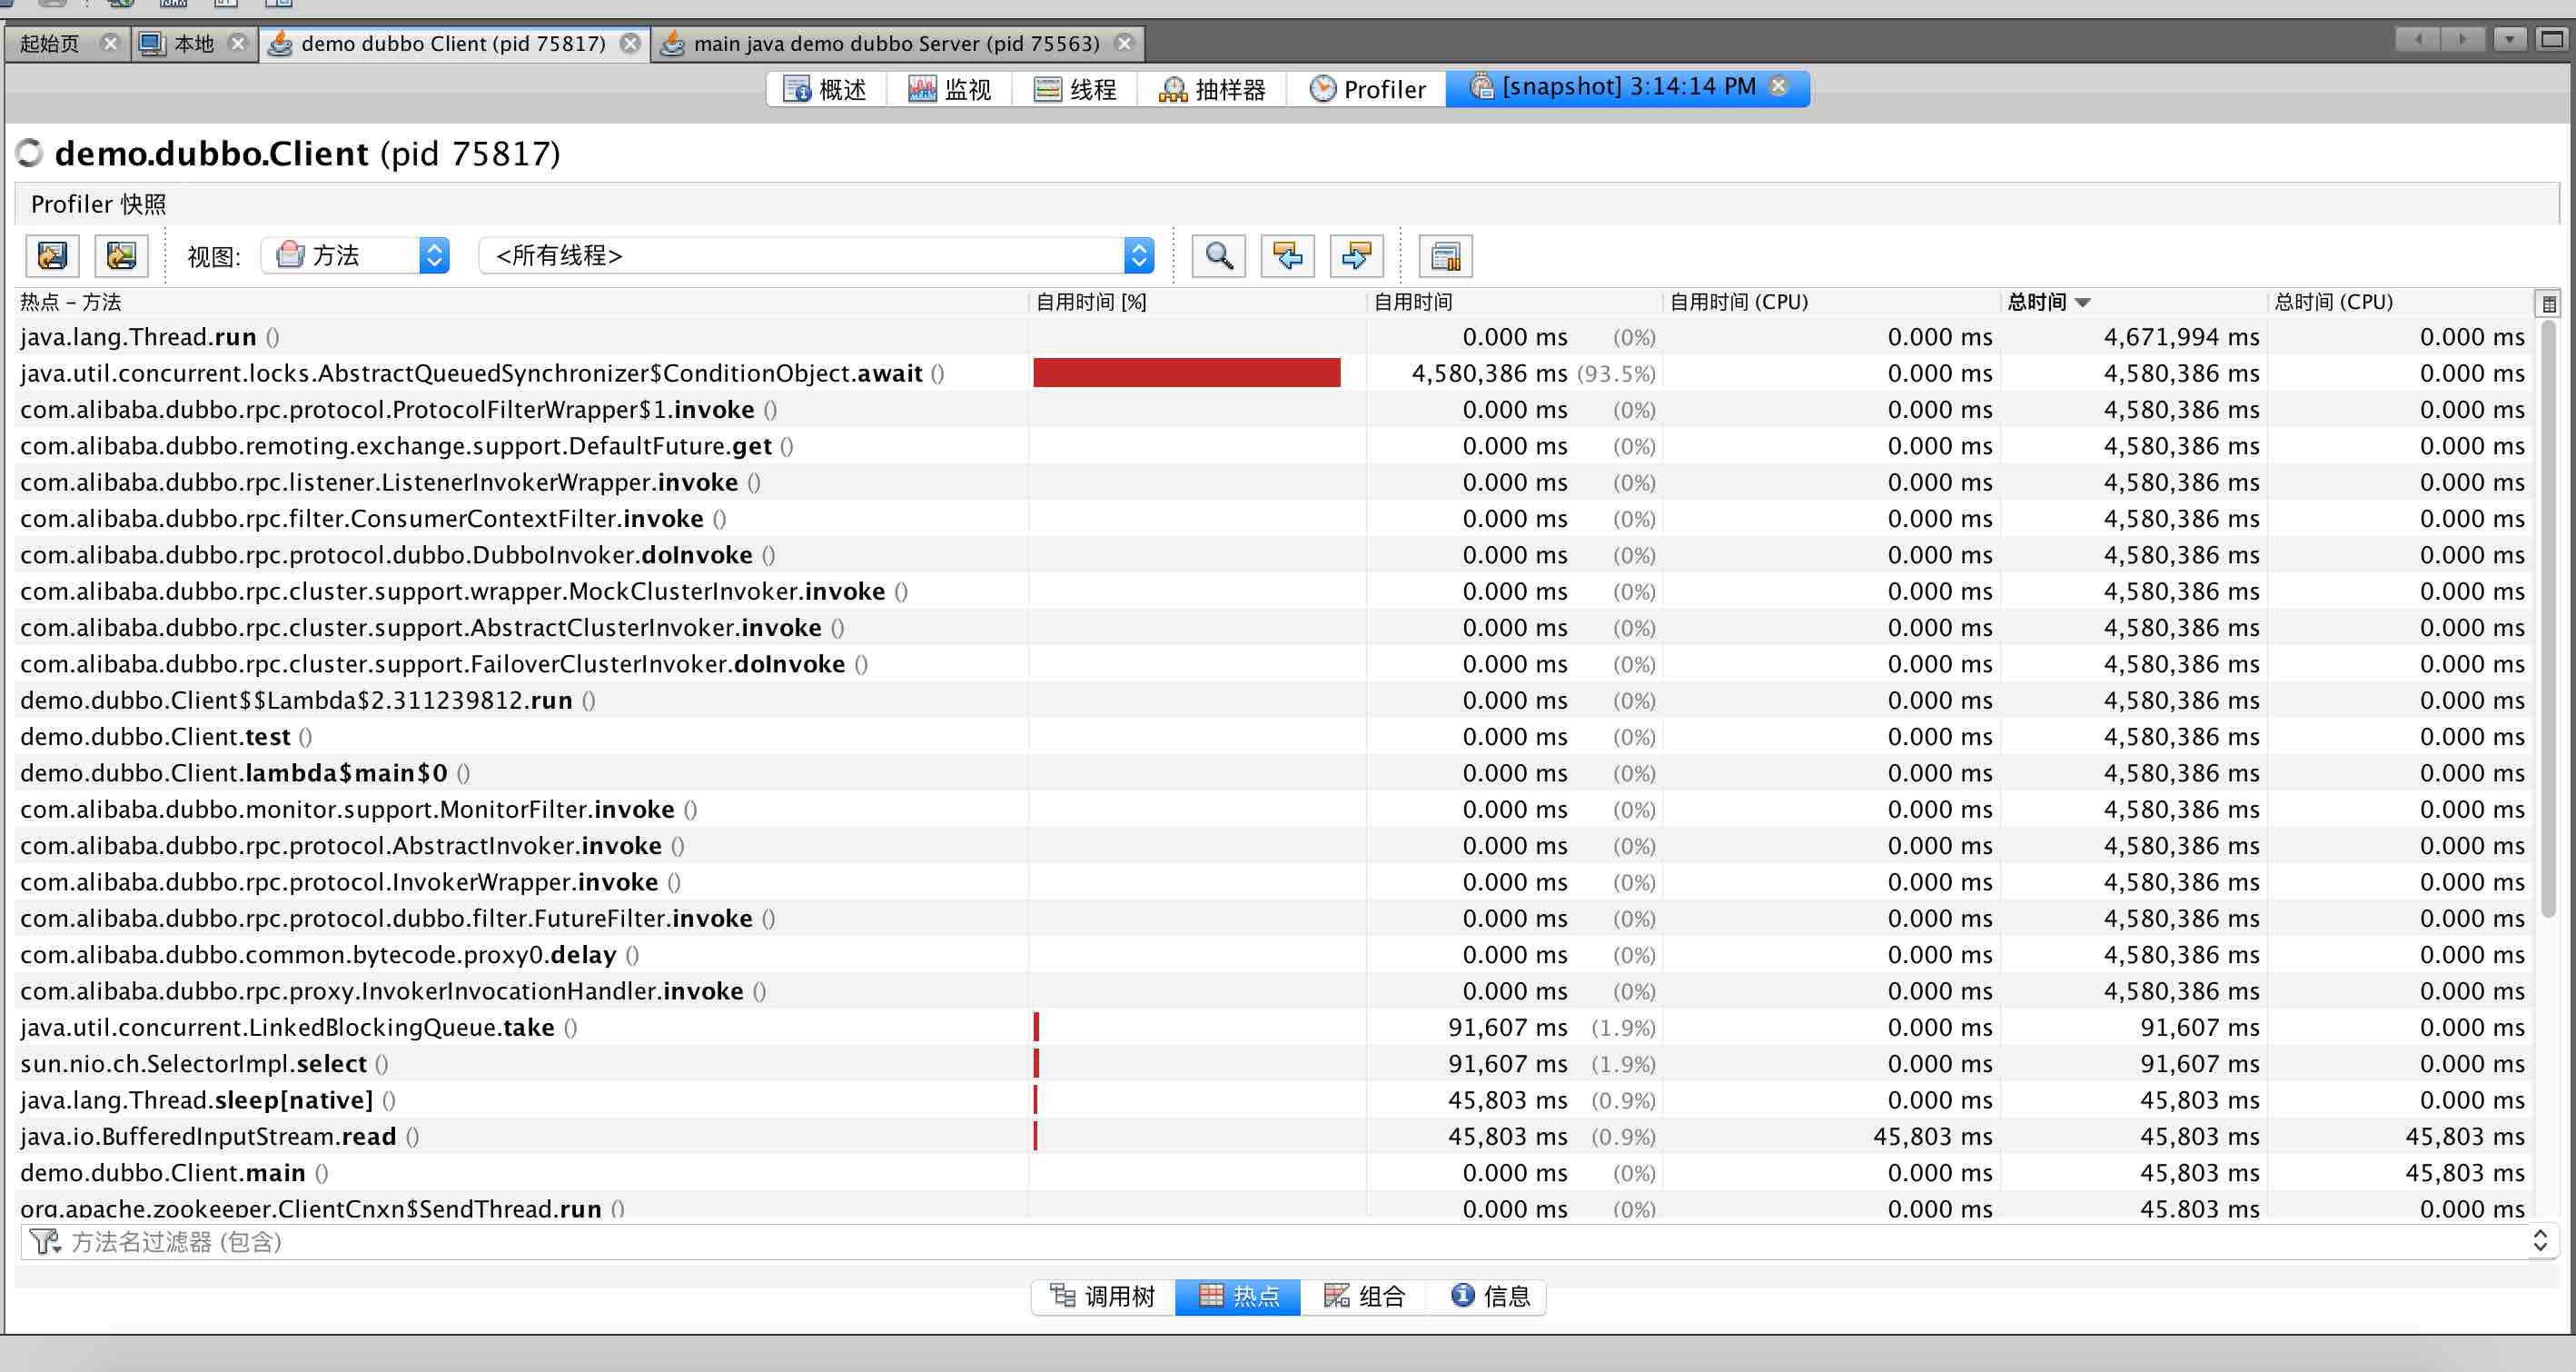 起始页 本地 demo dubbo Client (pid 75817) main java demo dubbo Server (pid 75563)
概述 监视 线程 抽样器 Profiler [snapshot] 3:14:14 PM
demo.dubbo.Client (pid 75817)
Profiler 快照
视图: 方法 <所有线程>
热点 – 方法 自用时间 [%] 自用时间 自用时间 (CPU) 总时间 总时间 (CPU)
java.lang.Thread.run () 0.000 ms (0%) 0.000 ms 4,671,994 ms 0.000 ms
java.util.concurrent.locks.AbstractQueuedSynchronizer$ConditionObject.await () 4,580,386 ms (93.5%) 0.000 ms 4,580,386 ms 0.000 ms
com.alibaba.dubbo.rpc.protocol.ProtocolFilterWrapper$1.invoke () 0.000 ms (0%) 0.000 ms 4,580,386 ms 0.000 ms
com.alibaba.dubbo.remoting.exchange.support.DefaultFuture.get () 0.000 ms (0%) 0.000 ms 4,580,386 ms 0.000 ms
com.alibaba.dubbo.rpc.listener.ListenerInvokerWrapper.invoke () 0.000 ms (0%) 0.000 ms 4,580,386 ms 0.000 ms
com.alibaba.dubbo.rpc.filter.ConsumerContextFilter.invoke () 0.000 ms (0%) 0.000 ms 4,580,386 ms 0.000 ms
com.alibaba.dubbo.rpc.protocol.dubbo.DubboInvoker.doInvoke () 0.000 ms (0%) 0.000 ms 4,580,386 ms 0.000 ms
com.alibaba.dubbo.rpc.cluster.support.wrapper.MockClusterInvoker.invoke () 0.000 ms (0%) 0.000 ms 4,580,386 ms 0.000 ms
com.alibaba.dubbo.rpc.cluster.support.AbstractClusterInvoker.invoke () 0.000 ms (0%) 0.000 ms 4,580,386 ms 0.000 ms
com.alibaba.dubbo.rpc.cluster.support.FailoverClusterInvoker.doInvoke () 0.000 ms (0%) 0.000 ms 4,580,386 ms 0.000 ms
demo.dubbo.Client$$Lambda$2.311239812.run () 0.000 ms (0%) 0.000 ms 4,580,386 ms 0.000 ms
demo.dubbo.Client.test () 0.000 ms (0%) 0.000 ms 4,580,386 ms 0.000 ms
demo.dubbo.Client.lambda$main$0 () 0.000 ms (0%) 0.000 ms 4,580,386 ms 0.000 ms
com.alibaba.dubbo.monitor.support.MonitorFilter.invoke () 0.000 ms (0%) 0.000 ms 4,580,386 ms 0.000 ms
com.alibaba.dubbo.rpc.protocol.AbstractInvoker.invoke () 0.000 ms (0%) 0.000 ms 4,580,386 ms 0.000 ms
com.alibaba.dubbo.rpc.protocol.InvokerWrapper.invoke () 0.000 ms (0%) 0.000 ms 4,580,386 ms 0.000 ms
com.alibaba.dubbo.rpc.protocol.dubbo.filter.FutureFilter.invoke () 0.000 ms (0%) 0.000 ms 4,580,386 ms 0.000 ms
com.alibaba.dubbo.common.bytecode.proxy0.delay () 0.000 ms (0%) 0.000 ms 4,580,386 ms 0.000 ms
com.alibaba.dubbo.rpc.proxy.InvokerInvocationHandler.invoke () 0.000 ms (0%) 0.000 ms 4,580,386 ms 0.000 ms
java.util.concurrent.LinkedBlockingQueue.take () 91,607 ms (1.9%) 0.000 ms 91,607 ms 0.000 ms
sun.nio.ch.SelectorImpl.select () 91,607 ms (1.9%) 0.000 ms 91,607 ms 0.000 ms
java.lang.Thread.sleep[native] () 45,803 ms (0.9%) 0.000 ms 45,803 ms 0.000 ms
java.io.BufferedInputStream.read () 45,803 ms (0.9%) 45,803 ms 45,803 ms 45,803 ms
demo.dubbo.Client.main () 0.000 ms (0%) 0.000 ms 45,803 ms 45,803 ms
org.apache.zookeeper.ClientCnxn$SendThread.run () 0.000 ms (0%) 0.000 ms 45,803 ms 0.000 ms
方法名过滤器 (包含)
调用树 热点 组合 信息